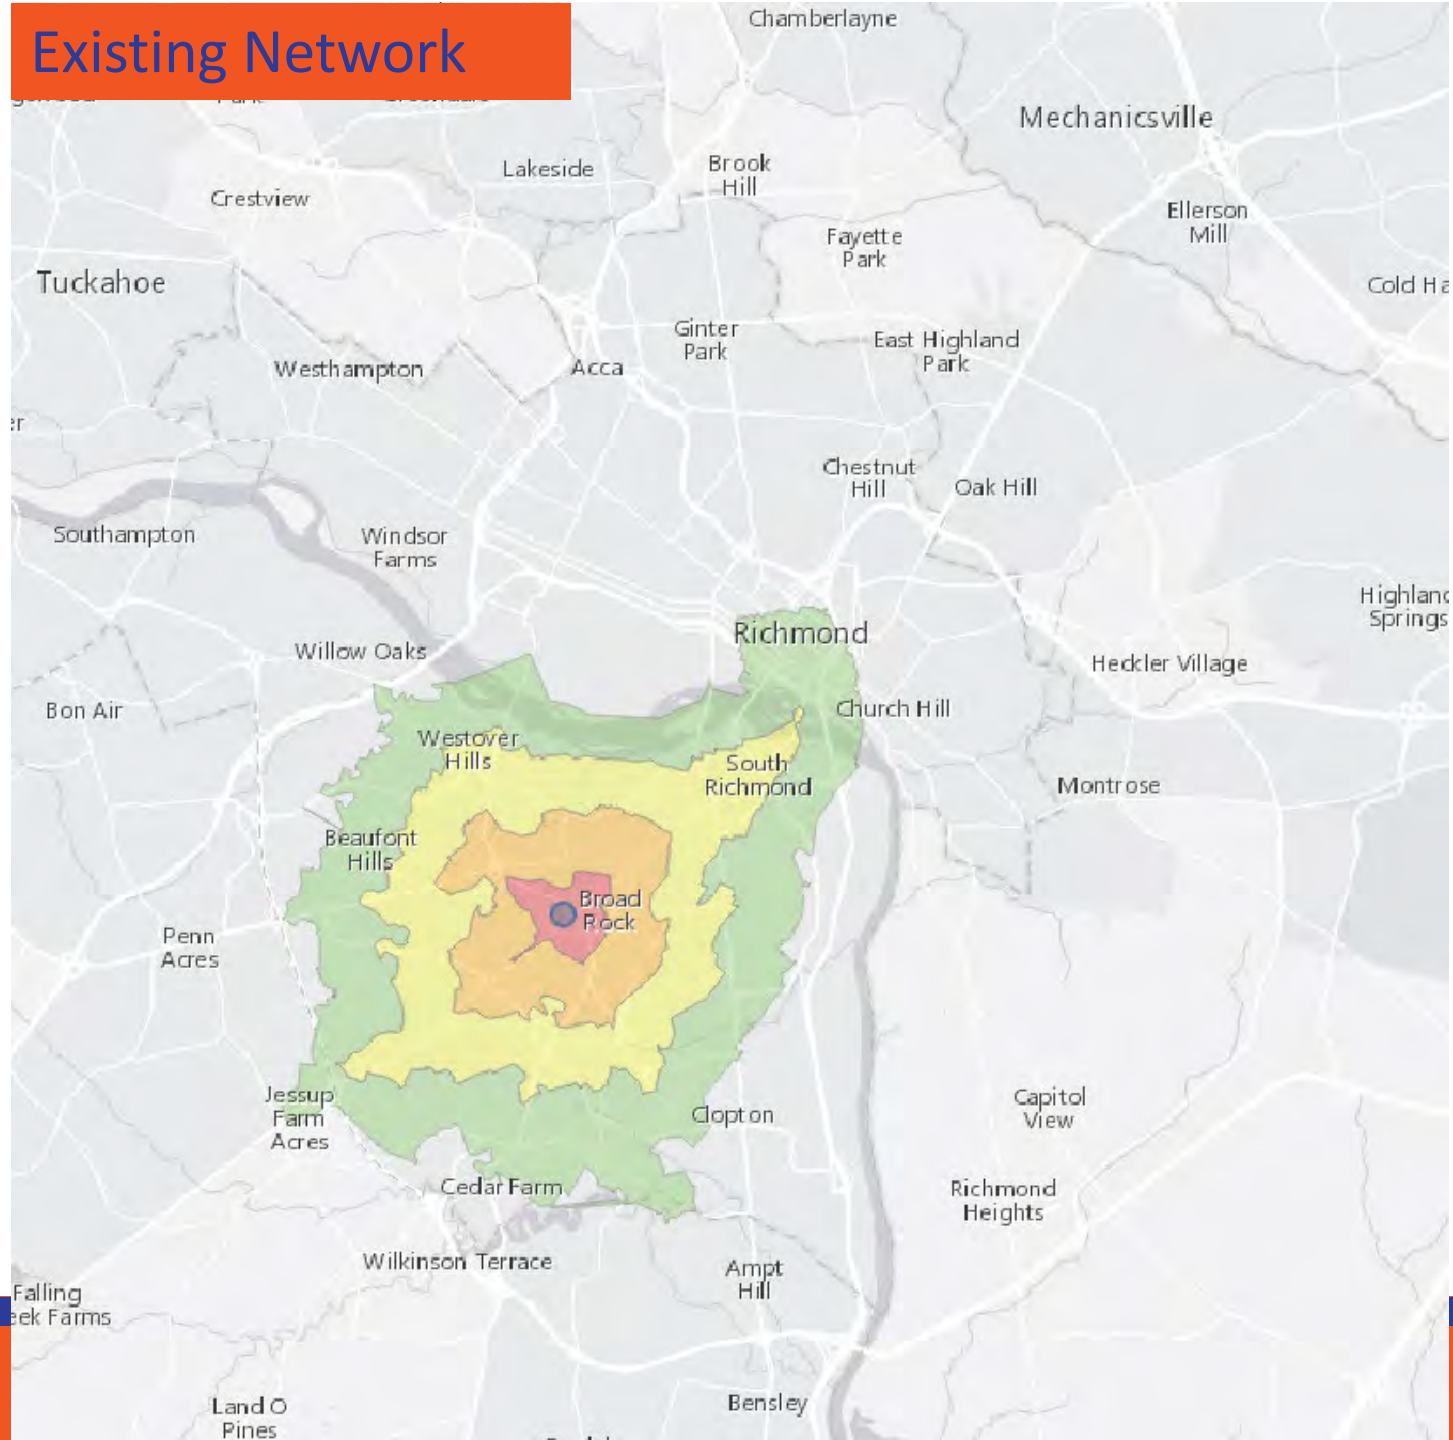 Existing Network
Chamberlayne
Mechanicsville
Lakeside
Brook
Hill
Crestview
Ellerson
Mill
Fayette
Park
Tuckahoe
Cold Ha
Ginter
Park
East Highland
Park
Westhampton
Acca
er
Chestnut
Hill
Oak Hill
Southampton
Windsor
Farms
Highland
Springs
Richmond
Willow Oaks
Heckler Village
Bon Air
Church Hill
Westover
Hills
South
Richmond
Montrose
Beaufont
Hills
Broad
Rock
Penn
Acres
Jessup
Farm
Acres
Clopton
Capitol
View
Cedar Farm
Richmond
Heights
Wilkinson Terrace
Ampt
Hill
Falling
eek Farms
Land O
Pines
Bensley